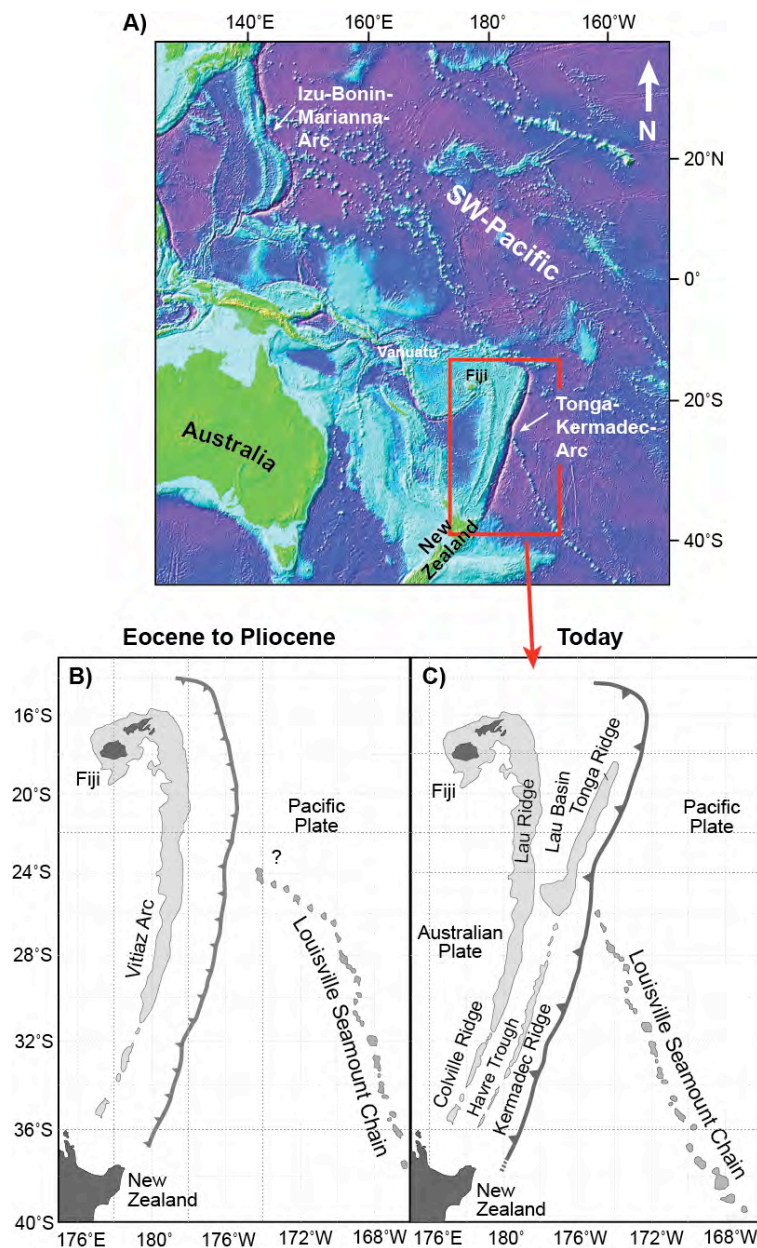 A)
140°E 160°E 180° 160°W
Izu-Bonin-
Marianna-
Arc
N
20°N
SW-Pacific
0°
Vanuatu
Fiji
20°S
Tonga-
Kermadec-
Arc
Australia
New
Zealand
40°S
Eocene to Pliocene
Today
B)
16°S
Fiji
20°S
Pacific
Plate
?
24°S
Vitiaz Arc
28°S
Louisville Seamount Chain
32°S
36°S
New
Zealand
40°S
176°E 180° 176°W 172°W 168°W
C)
Fiji
Lau Ridge
Lau Basin
Tonga Ridge
Pacific
Plate
Australian
Plate
Colville Ridge
Havre Trough
Kermadec Ridge
Louisville Seamount Chain
New
Zealand
176°E 180° 176°W 172°W 168°W